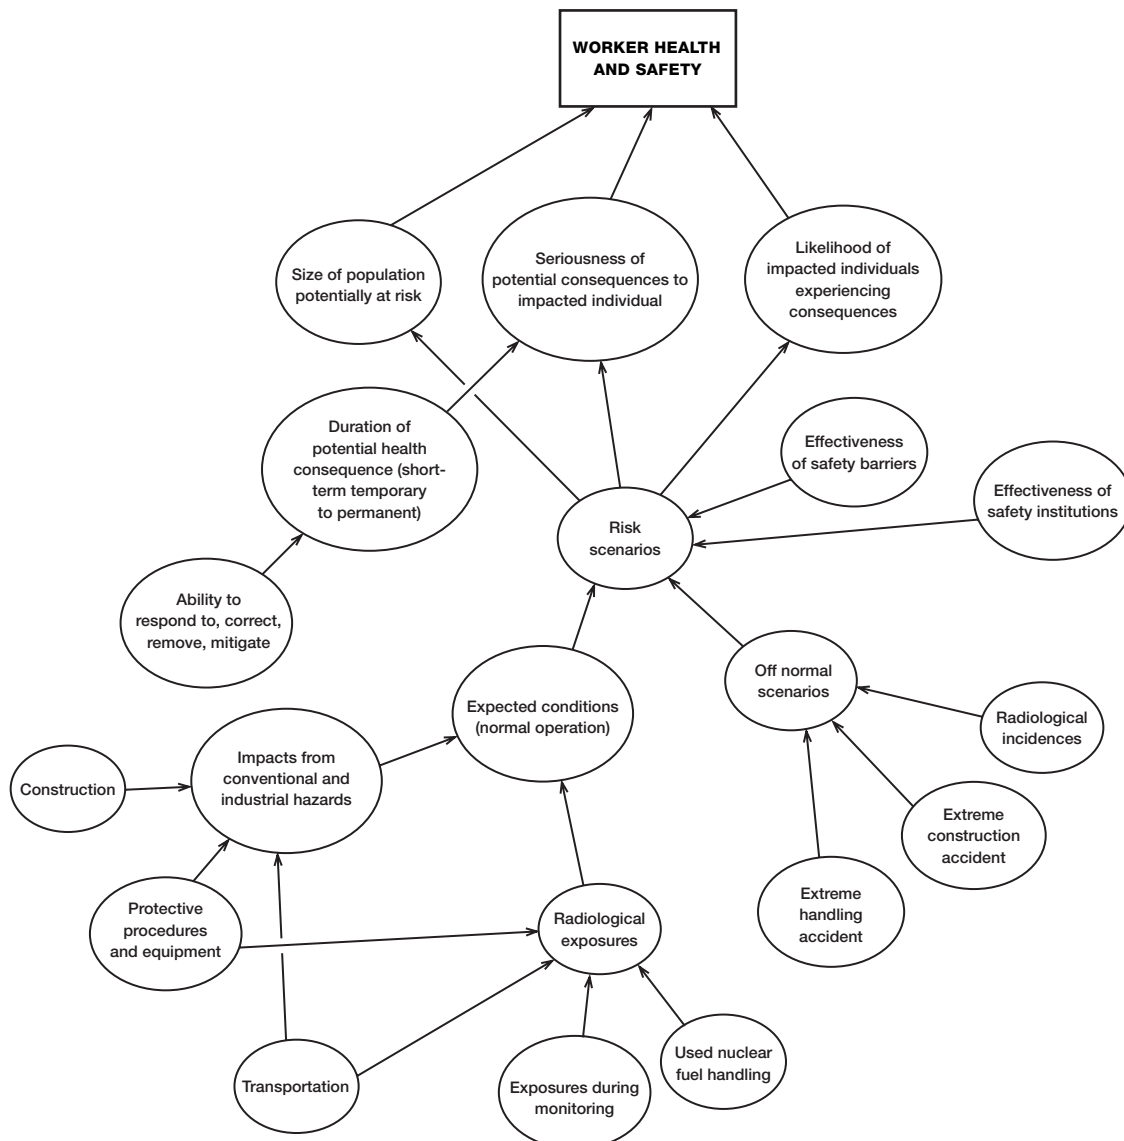 WORKER HEALTH
AND SAFETY
Size of population
potentially at risk
Seriousness of
potential consequences to
impacted individual
Likelihood of
impacted individuals
experiencing
consequences
Duration of
potential health
consequence (short-
term temporary
to permanent)
Effectiveness
of safety barriers
Effectiveness of
safety institutions
Risk
scenarios
Ability to
respond to, correct,
remove, mitigate
Off normal
scenarios
Expected conditions
(normal operation)
Radiological
incidences
Impacts from
conventional and
industrial hazards
Construction
Extreme
construction
accident
Extreme
handling
accident
Protective
procedures
and equipment
Radiological
exposures
Transportation
Exposures during
monitoring
Used nuclear
fuel handling